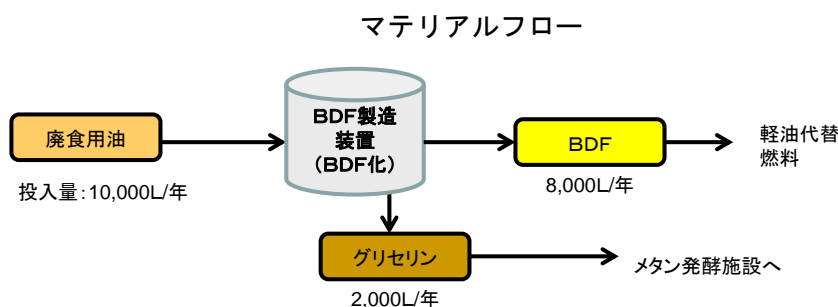 マテリアルフロー
廃食用油
投入量：10,000L/年
ＢＤＦ製造
装置
（ＢＤＦ化）
ＢＤＦ
8,000L/年
軽油代替
燃料
グリセリン
2,000L/年
メタン発酵施設へ